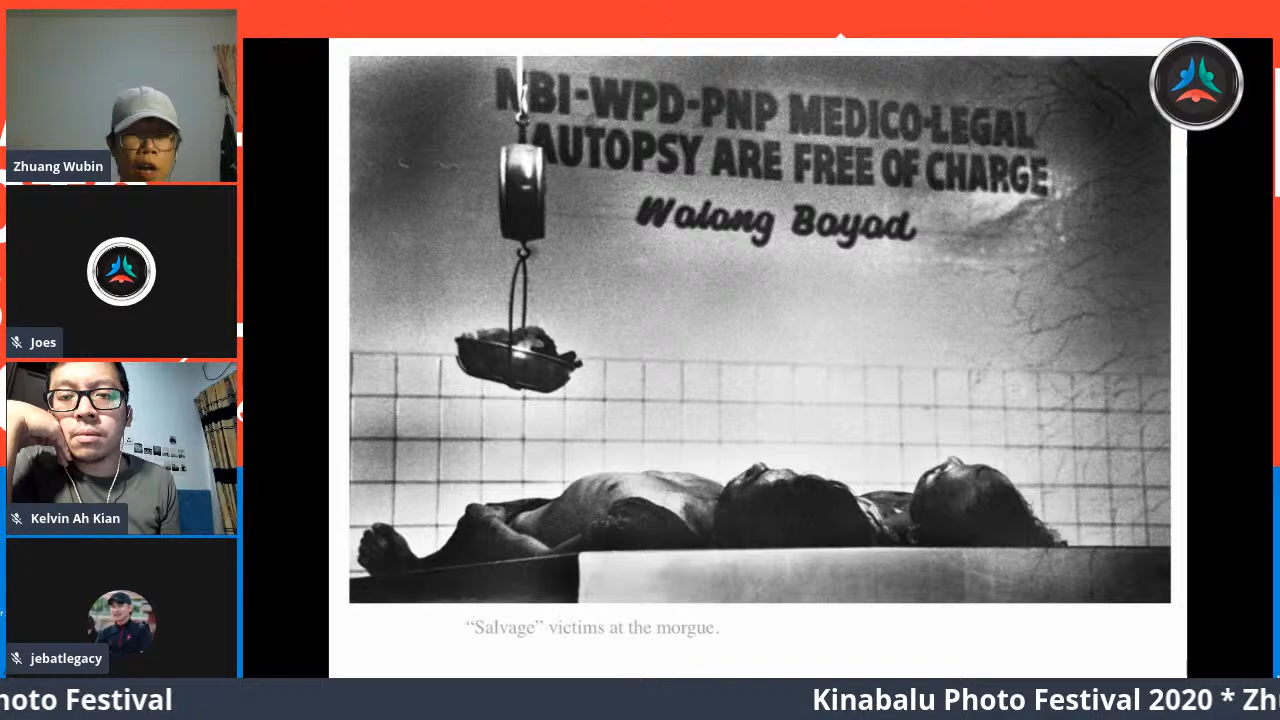 Zhuang Wubin
Joes
Kelvin Ah Kian
jebatlegacy
NBI-WPD-PNP MEDICO-LEGAL
AUTOPSY ARE FREE OF CHARGE
Walang Bayad
“Salvage” victims at the morgue.
hoto Festival
Kinabalu Photo Festival 2020 * Zh